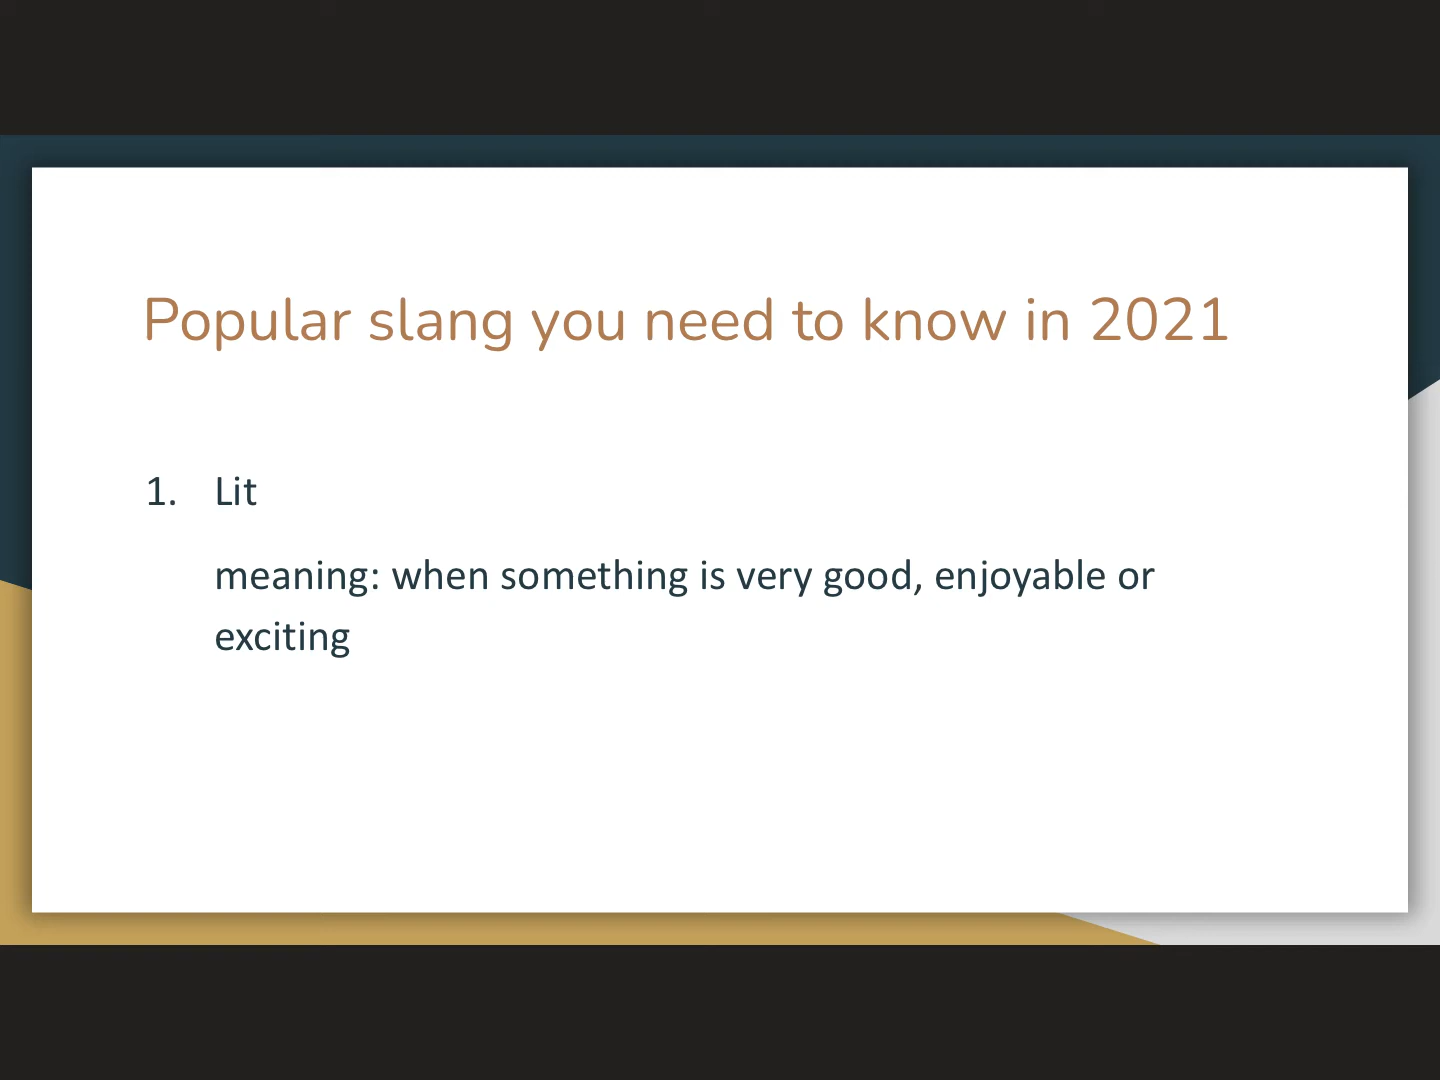 Popular slang you need to know in 2021
1. Lit
meaning: when something is very good, enjoyable or
exciting